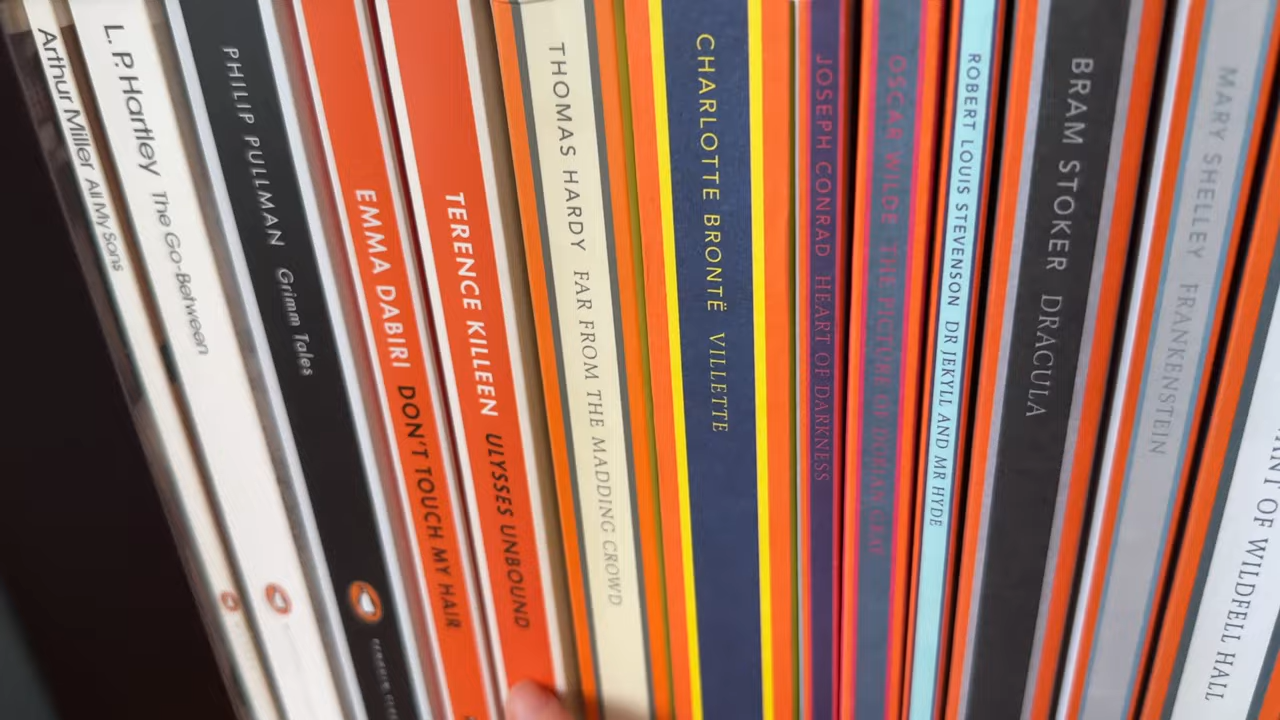 Arthur Miller All My Sons
L. P. Hartley The Go-Between
PHILIP PULLMAN Grimm Tales
EMMA DABIRI DON'T TOUCH MY HAIR
TERENCE KILLEEN ULYSSES UNBOUND
THOMAS HARDY FAR FROM THE MADDING CROWD
CHARLOTTE BRONTË VILLETTE
JOSEPH CONRAD HEART OF DARKNESS
OSCAR WILDE THE PICTURE OF DORIAN GRAY
ROBERT LOUIS STEVENSON DR JEKYLL AND MR HYDE
BRAM STOKER DRACULA
MARY SHELLEY FRANKENSTEIN
OF WILDFELL HALL